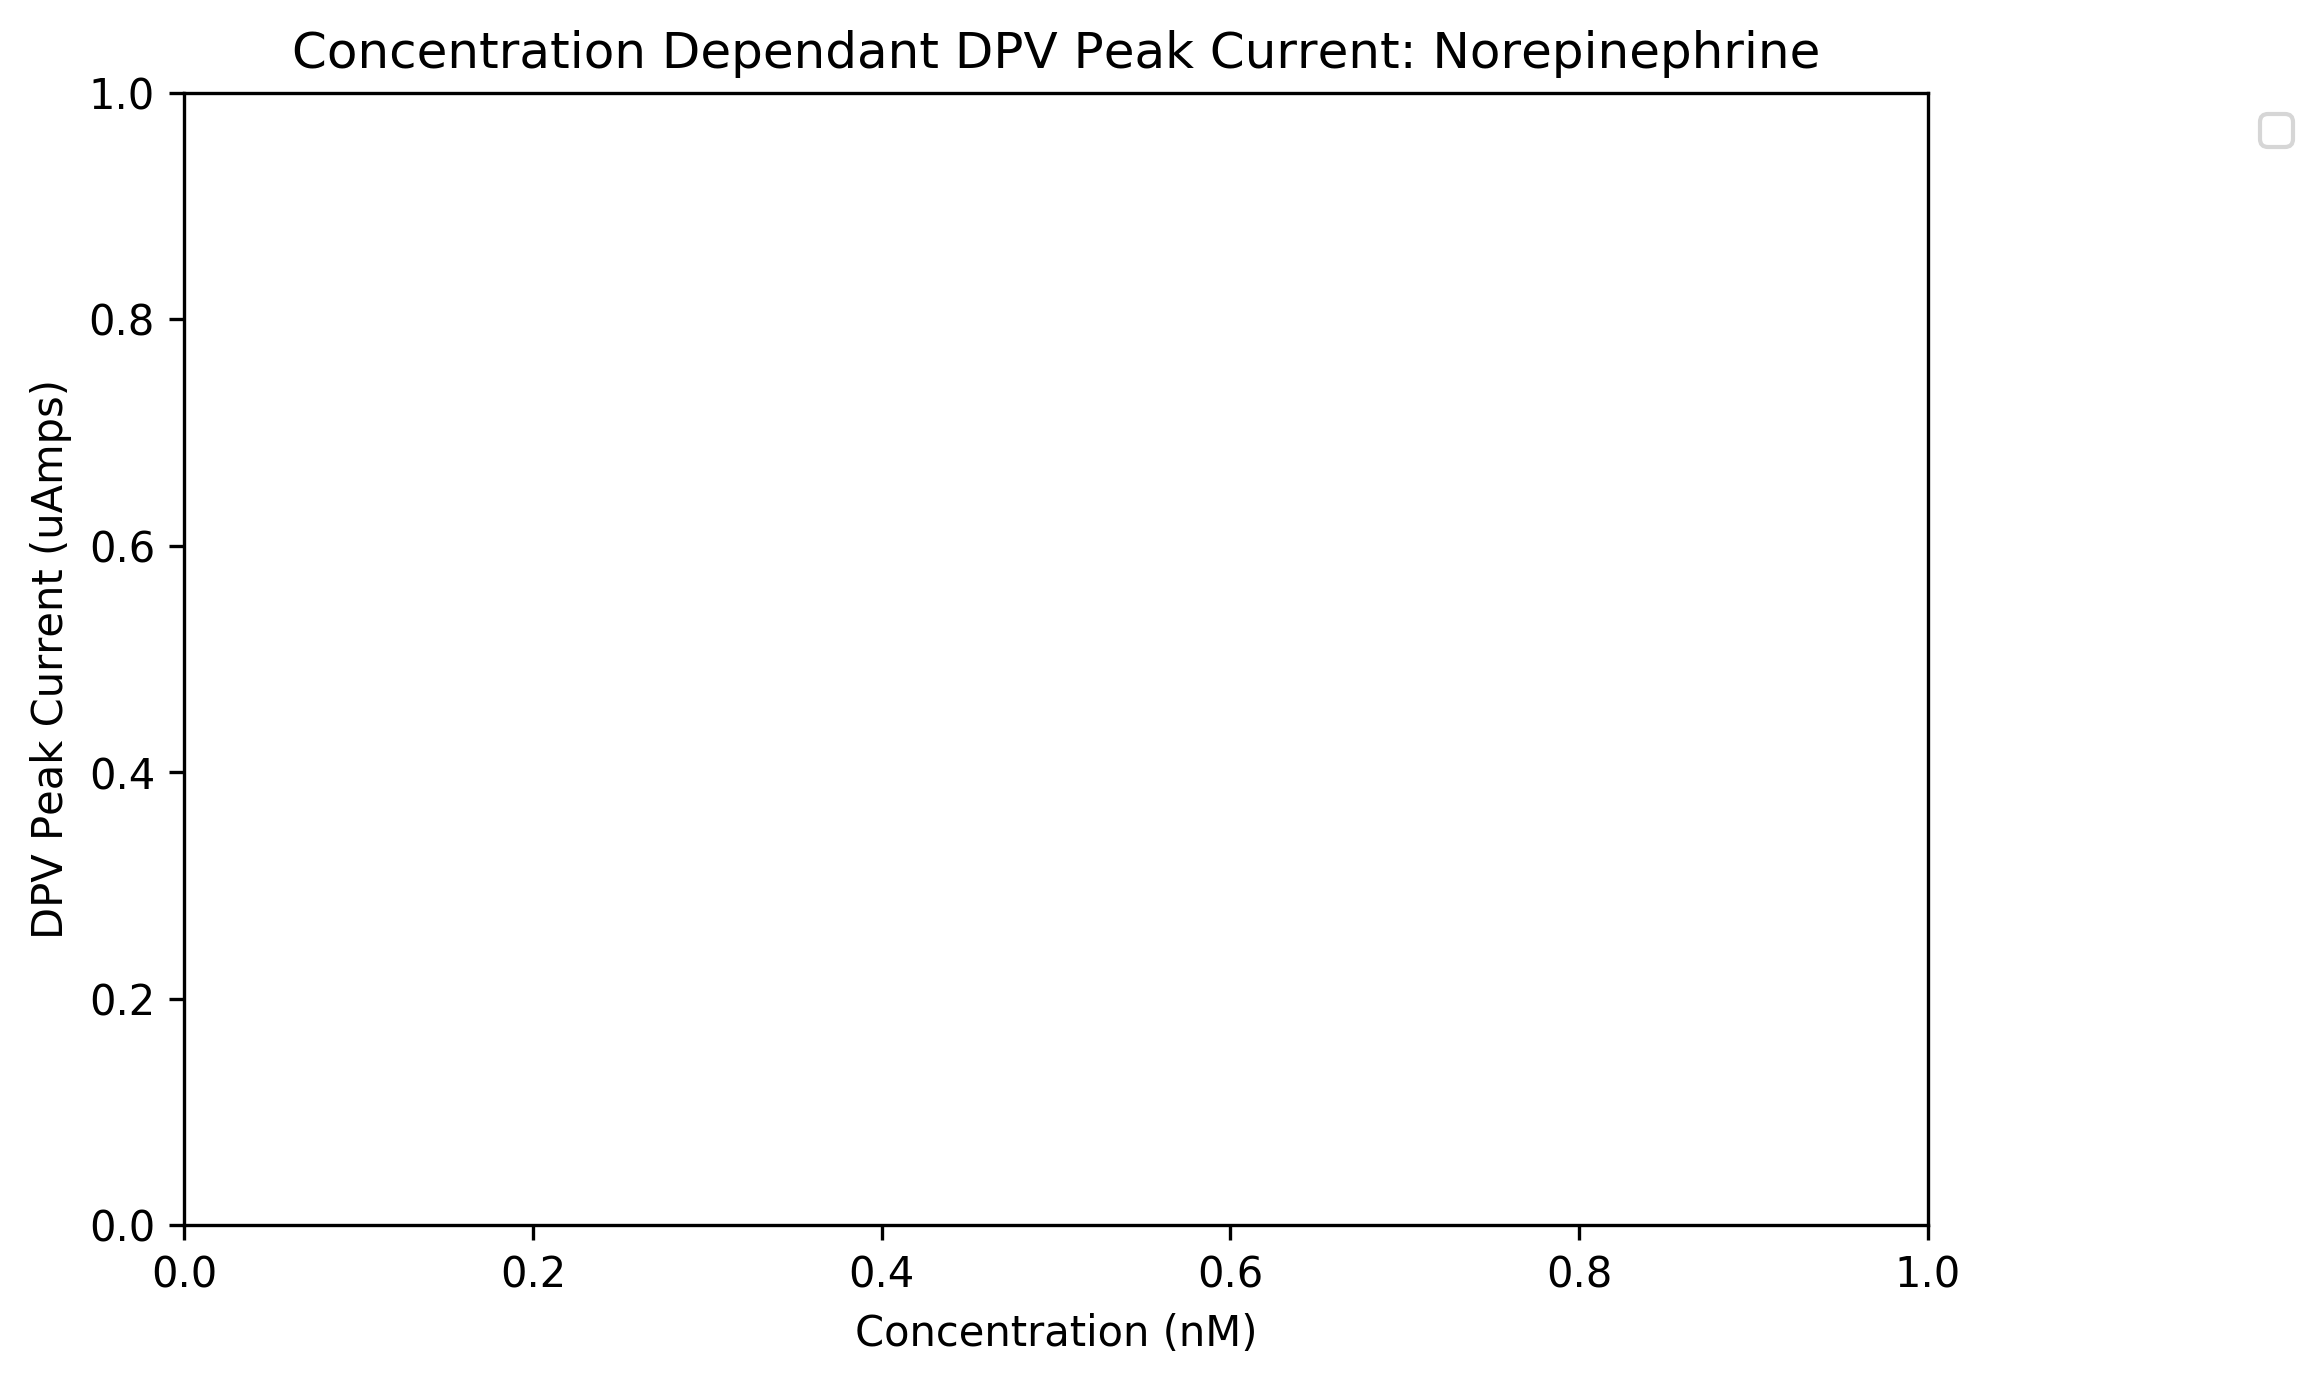 Concentration Dependant DPV Peak Current: Norepinephrine
DPV Peak Current (uAmps)
1.0
0.8
0.6
0.4
0.2
0.0
0.0 0.2 0.4 0.6 0.8 1.0
Concentration (nM)